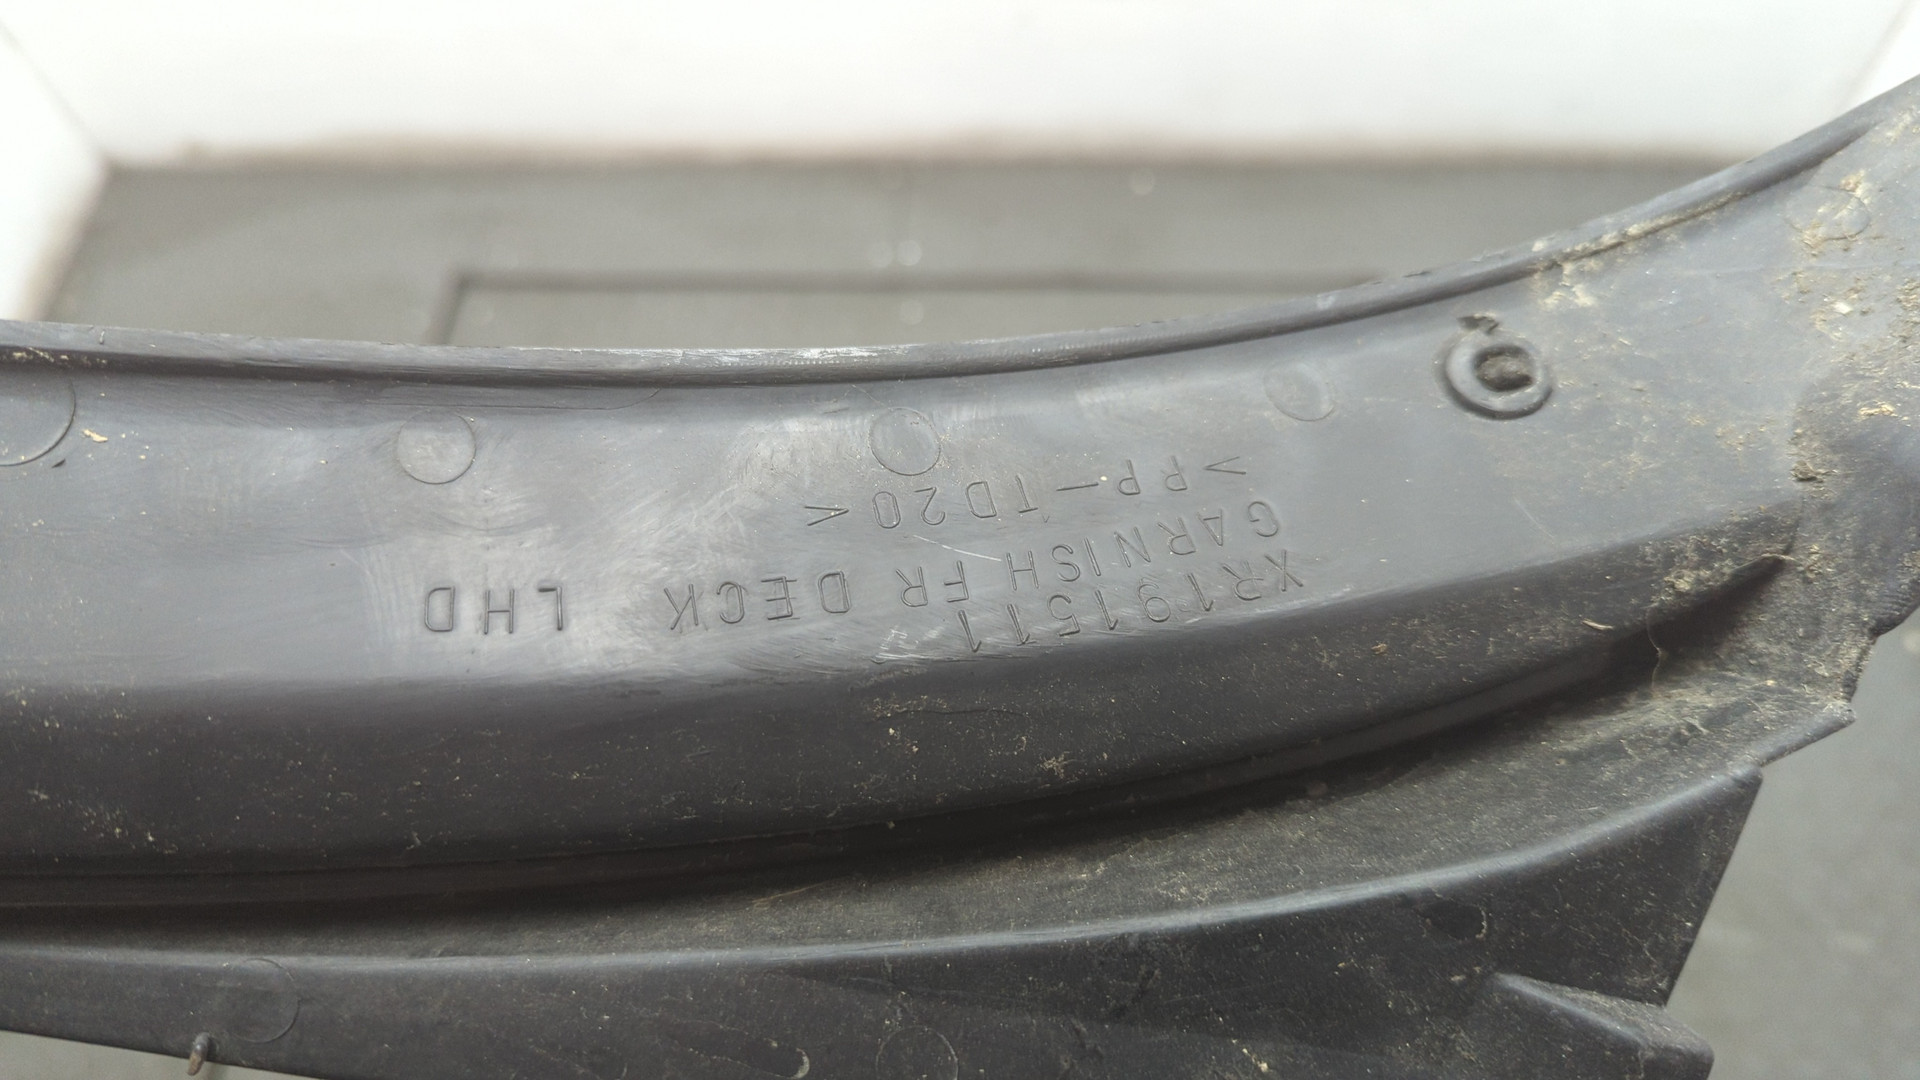 XR191511
GARNISH FR DECK LHD
>PP-TD20<